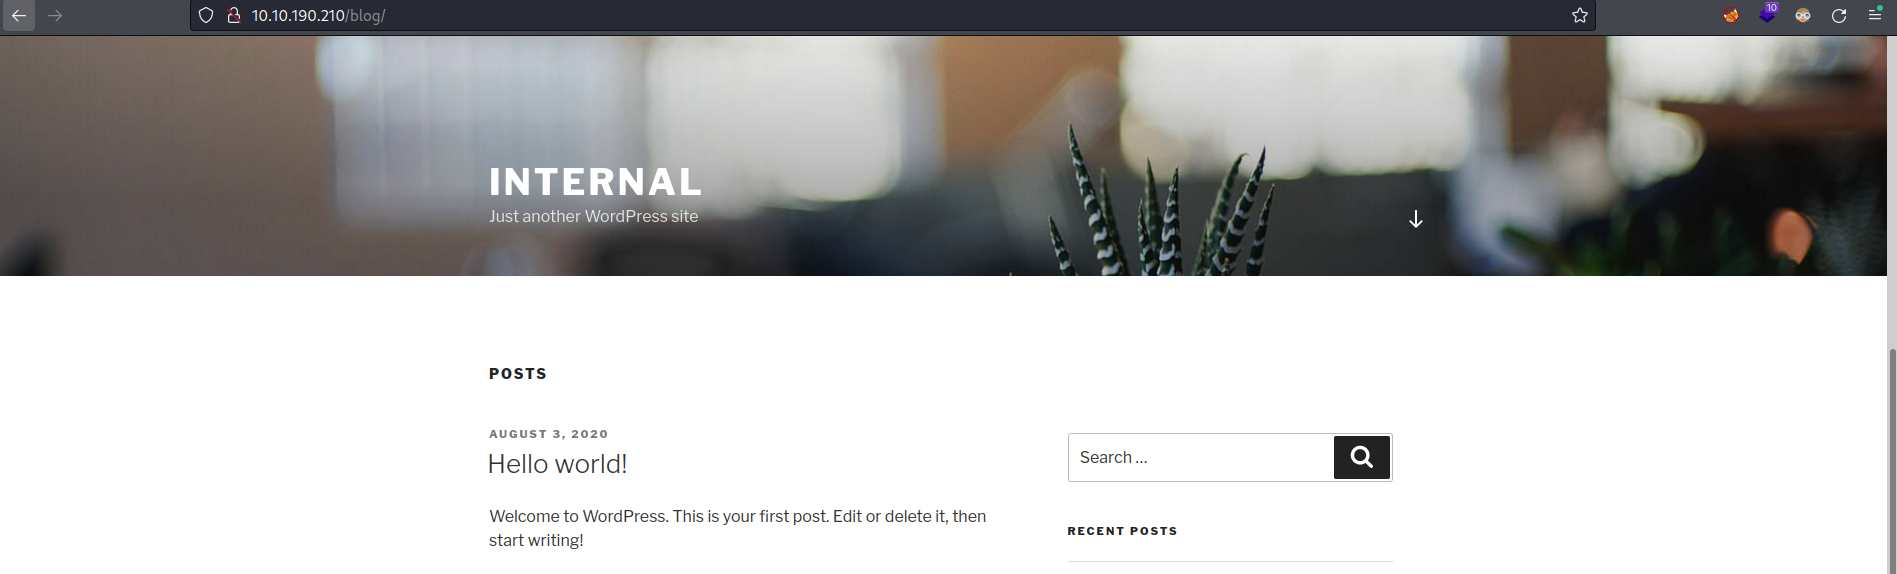 10.10.190.210/blog/
10
INTERNAL
Just another WordPress site
POSTS
AUGUST 3, 2020
Hello world!
Welcome to WordPress. This is your first post. Edit or delete it, then
start writing!
Search …
RECENT POSTS